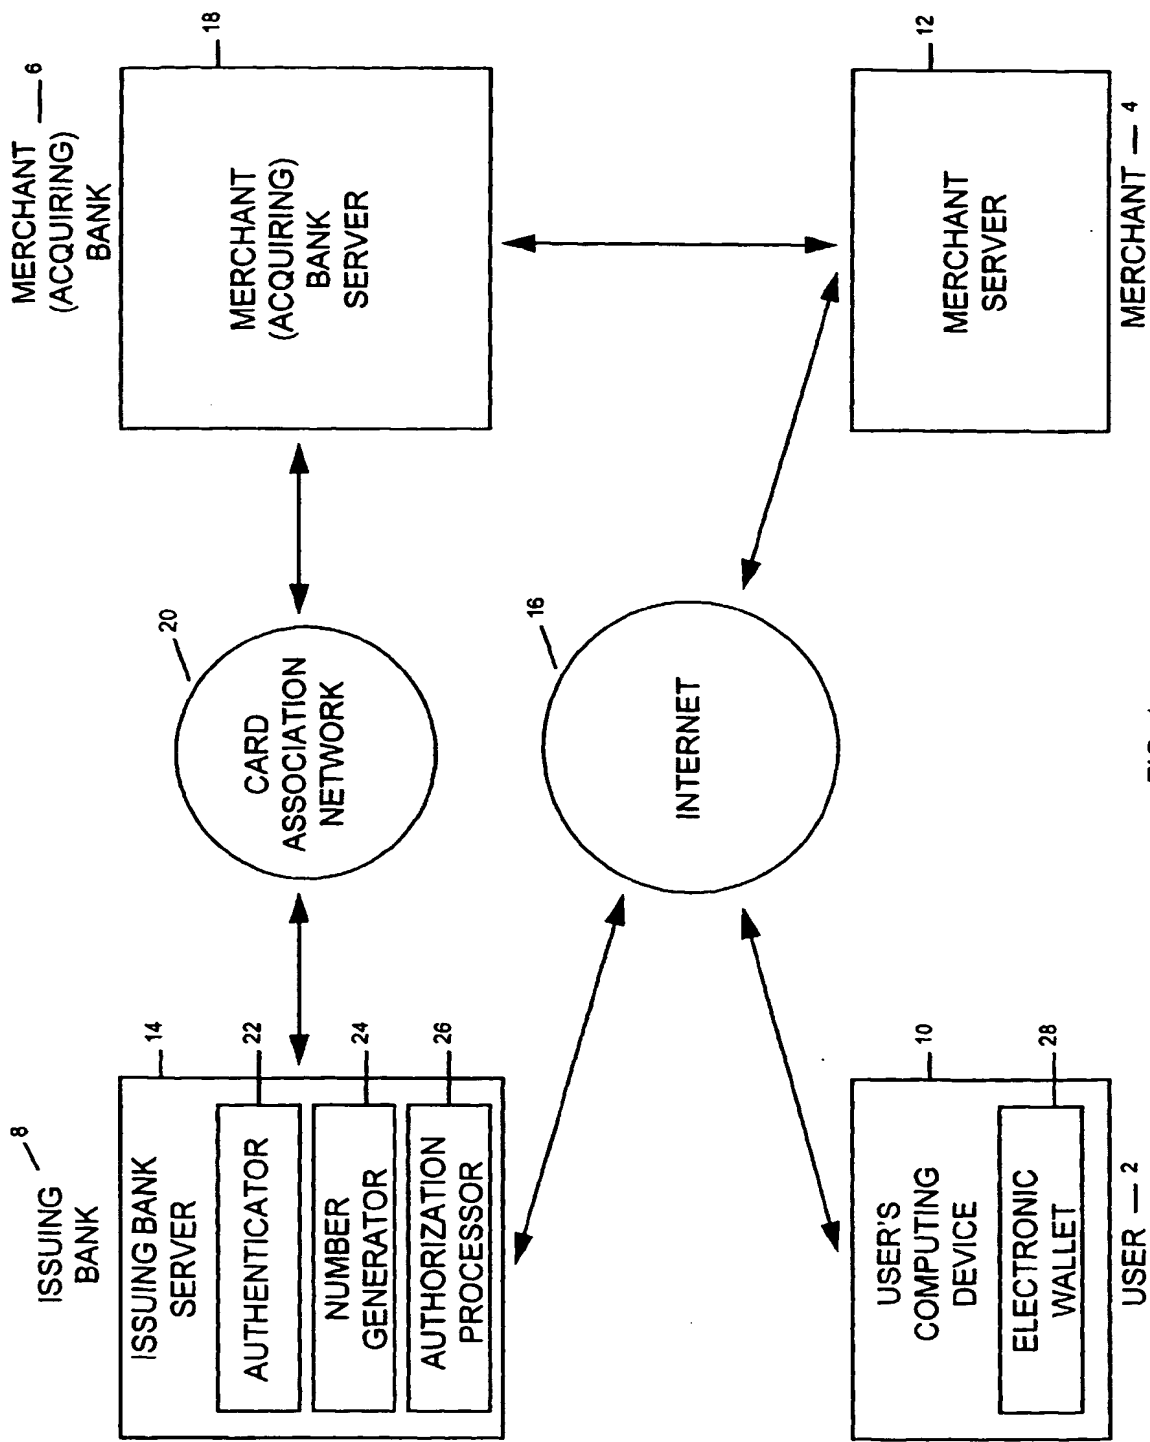 ISSUING
BANK
8
ISSUING BANK
SERVER
14
AUTHENTICATOR
22
NUMBER
GENERATOR
24
AUTHORIZATION
PROCESSOR
26
CARD
ASSOCIATION
NETWORK
20
MERCHANT
(ACQUIRING)
BANK
6
MERCHANT
(ACQUIRING)
BANK
SERVER
18
INTERNET
16
USER'S
COMPUTING
DEVICE
10
ELECTRONIC
WALLET
28
USER 2
MERCHANT
SERVER
12
MERCHANT 4